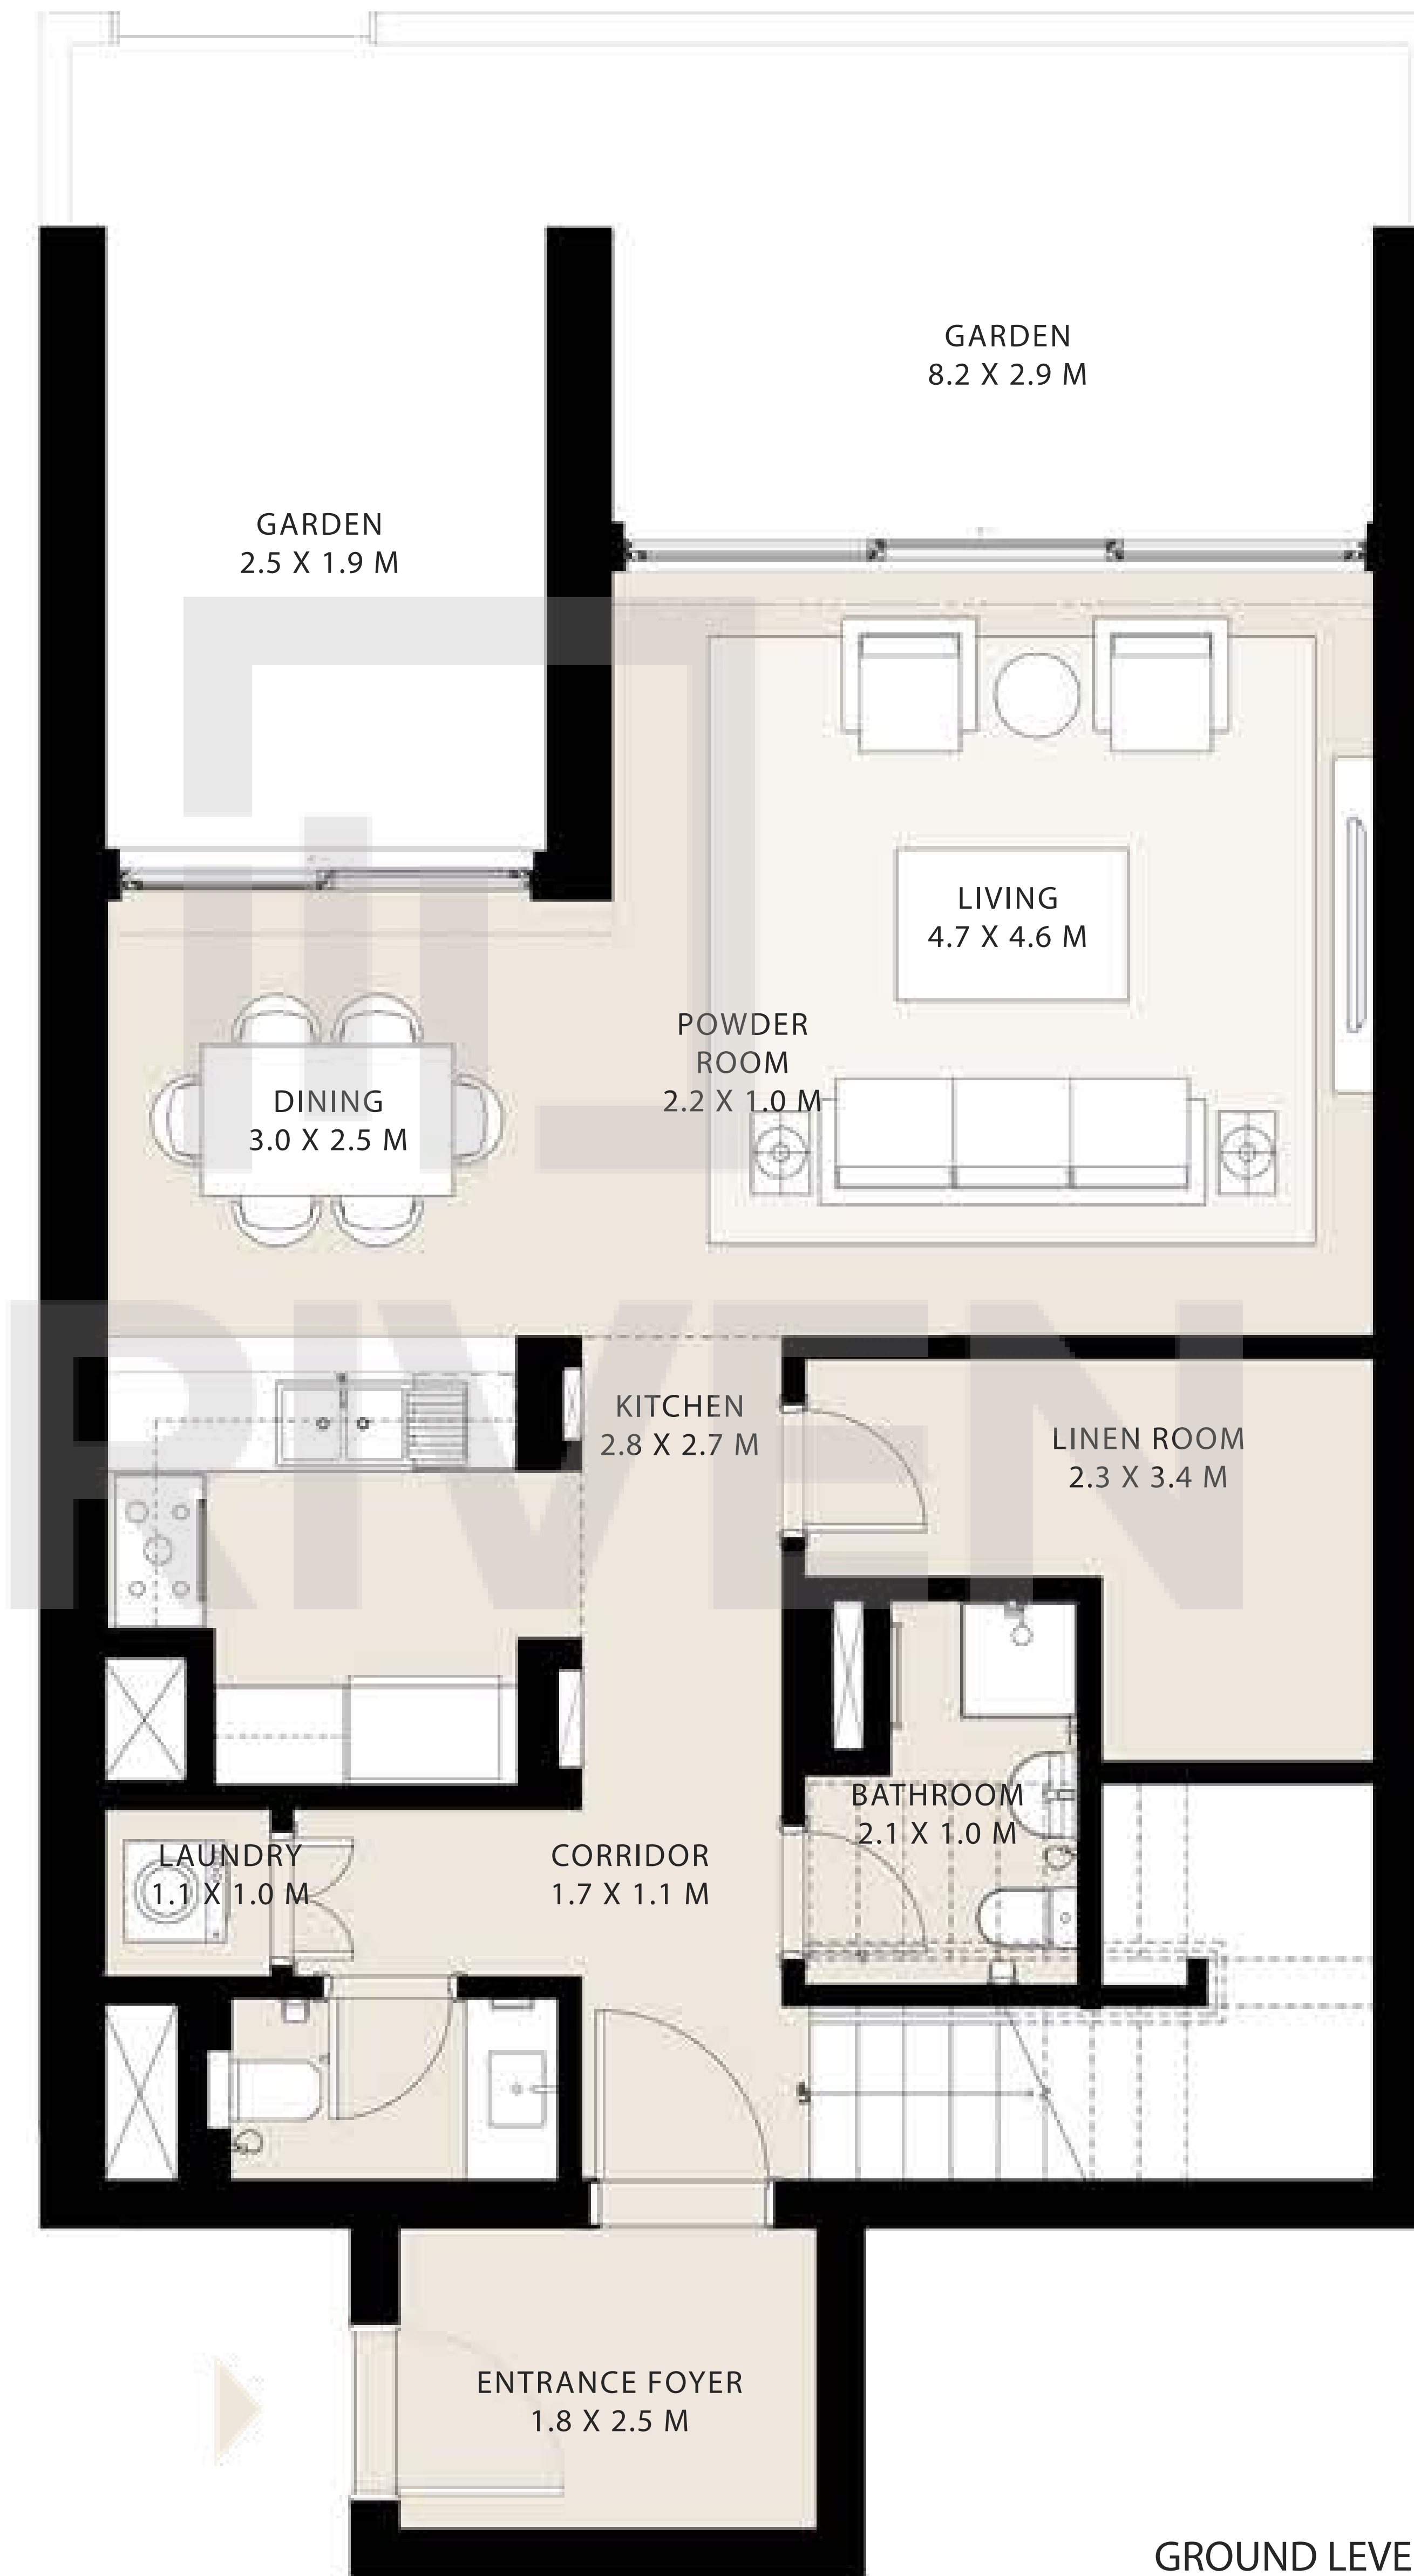 GARDEN
8.2 X 2.9 M
GARDEN
2.5 X 1.9 M
LIVING
4.7 X 4.6 M
POWDER
ROOM
2.2 X 1.0 M
DINING
3.0 X 2.5 M
RIVEN
KITCHEN
2.8 X 2.7 M
LINEN ROOM
2.3 X 3.4 M
BATHROOM
2.1 X 1.0 M
LAUNDRY
1.1 X 1.0 M
CORRIDOR
1.7 X 1.1 M
ENTRANCE FOYER
1.8 X 2.5 M
GROUND LEVE